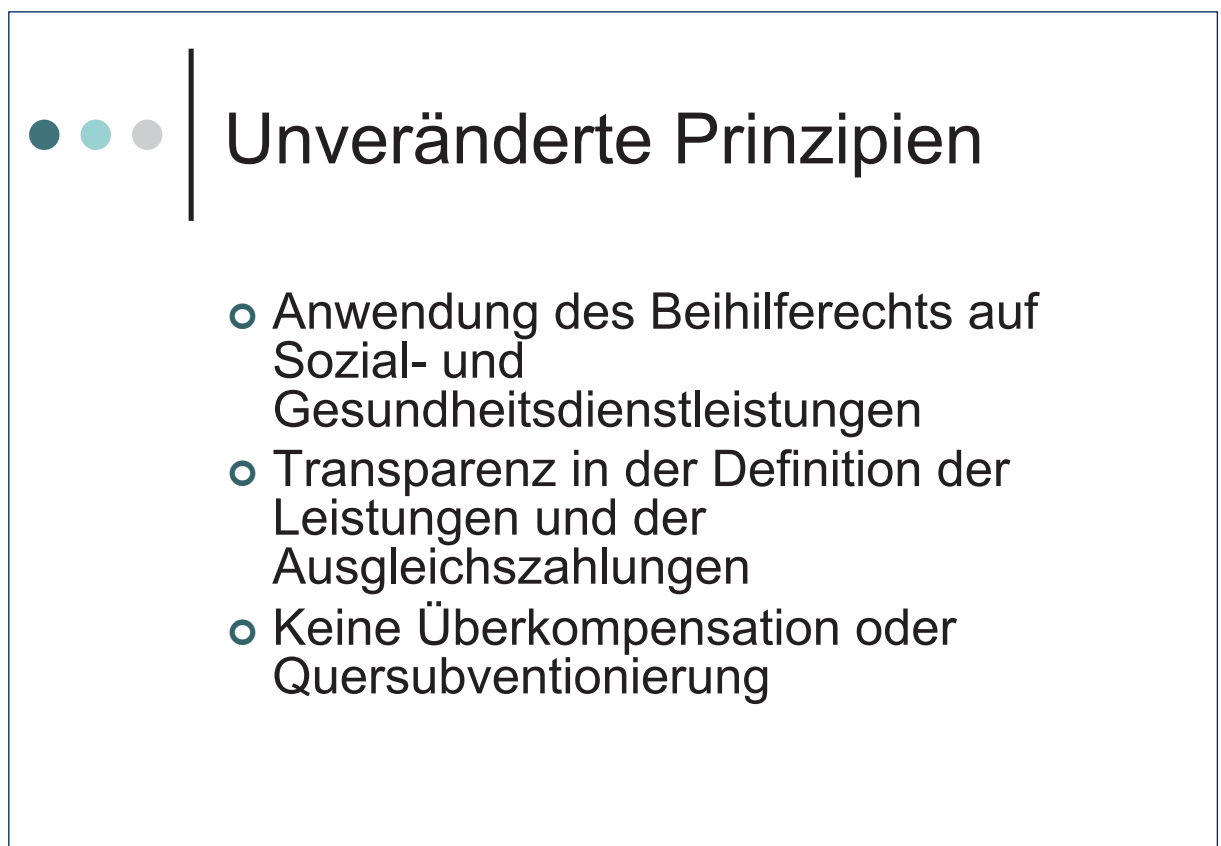 Unveränderte Prinzipien
Anwendung des Beihilferechts auf
Sozial- und
Gesundheitsdienstleistungen
Transparenz in der Definition der
Leistungen und der
Ausgleichszahlungen
Keine Überkompensation oder
Quersubventionierung